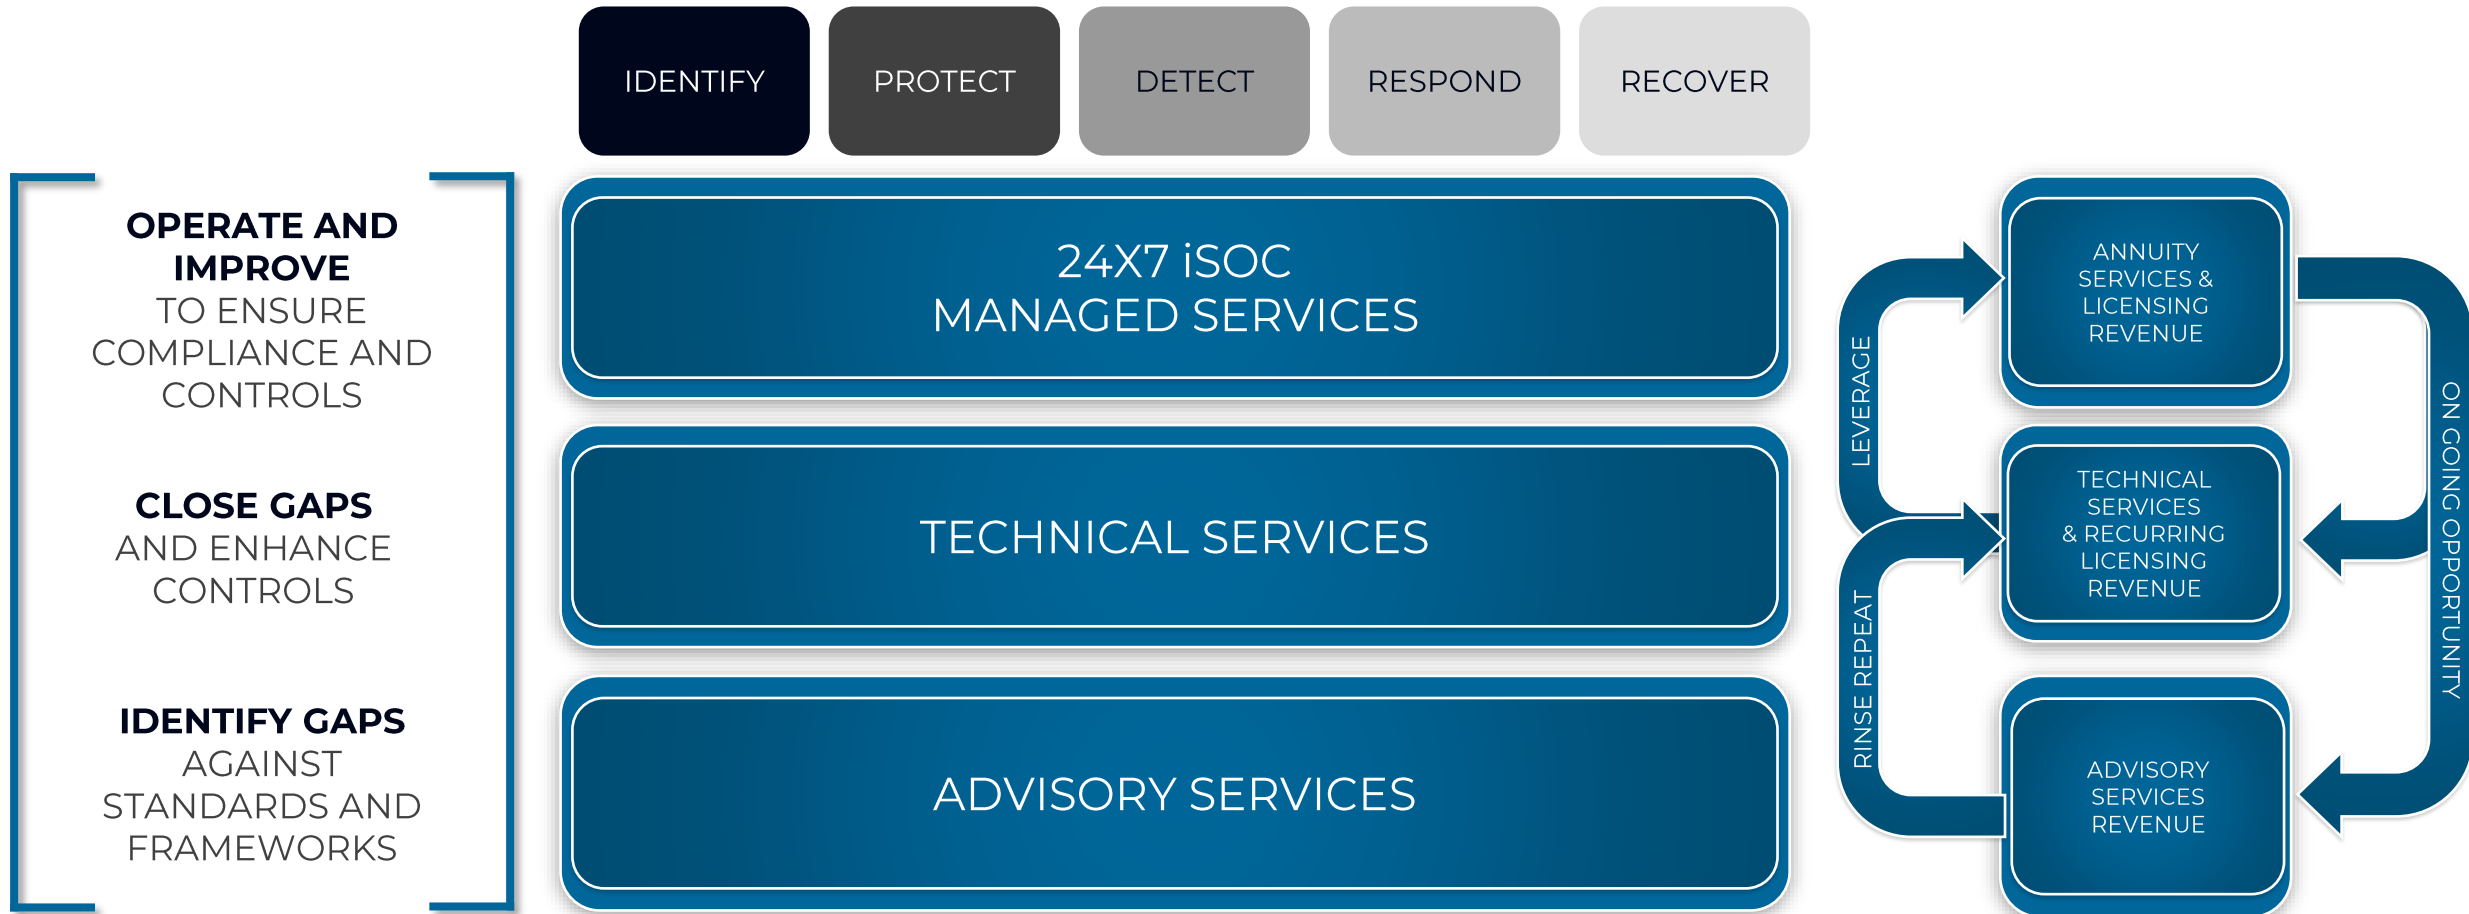 IDENTIFY
PROTECT
DETECT
RESPOND
RECOVER
OPERATE AND
IMPROVE
TO ENSURE
COMPLIANCE AND
CONTROLS
CLOSE GAPS
AND ENHANCE
CONTROLS
IDENTIFY GAPS
AGAINST
STANDARDS AND
FRAMEWORKS
24X7 iSOC
MANAGED SERVICES
TECHNICAL SERVICES
ADVISORY SERVICES
LEVERAGE
RINSE REPEAT
ANNUITY
SERVICES &
LICENSING
REVENUE
TECHNICAL
SERVICES
& RECURRING
LICENSING
REVENUE
ADVISORY
SERVICES
REVENUE
ON GOING OPPORTUNITY